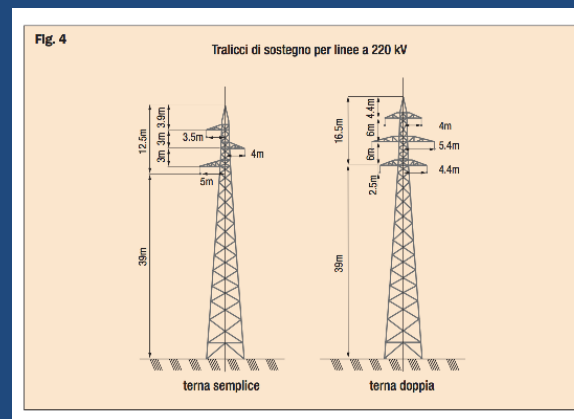 Fig. 4
Tralicci di sostegno per linee a 220 kV
12.5m
3.9m
3m
3m
3.5m
4m
5m
39m
terna semplice
16.5m
4.4m
6m
6m
4m
5.4m
4.4m
2.5m
39m
terna doppia